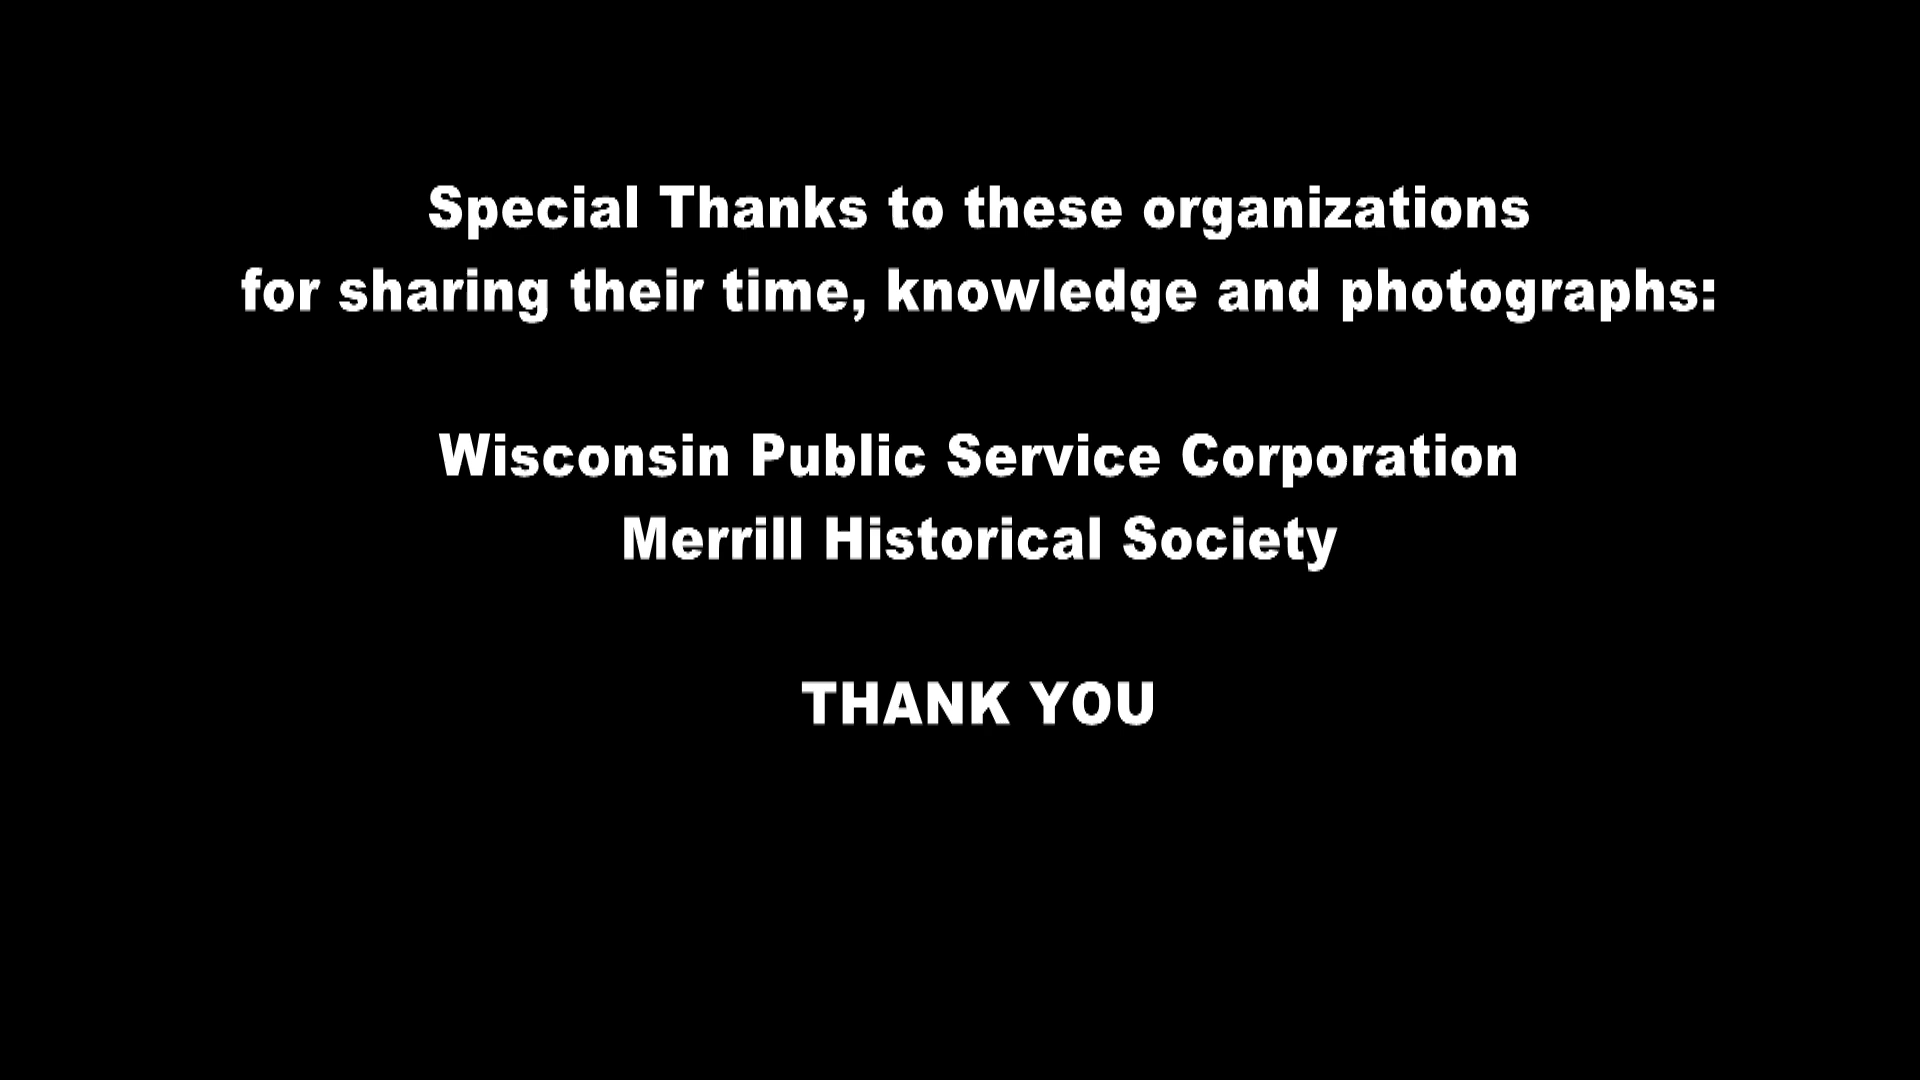 Special Thanks to these organizations
for sharing their time, knowledge and photographs:
Wisconsin Public Service Corporation
Merrill Historical Society
THANK YOU